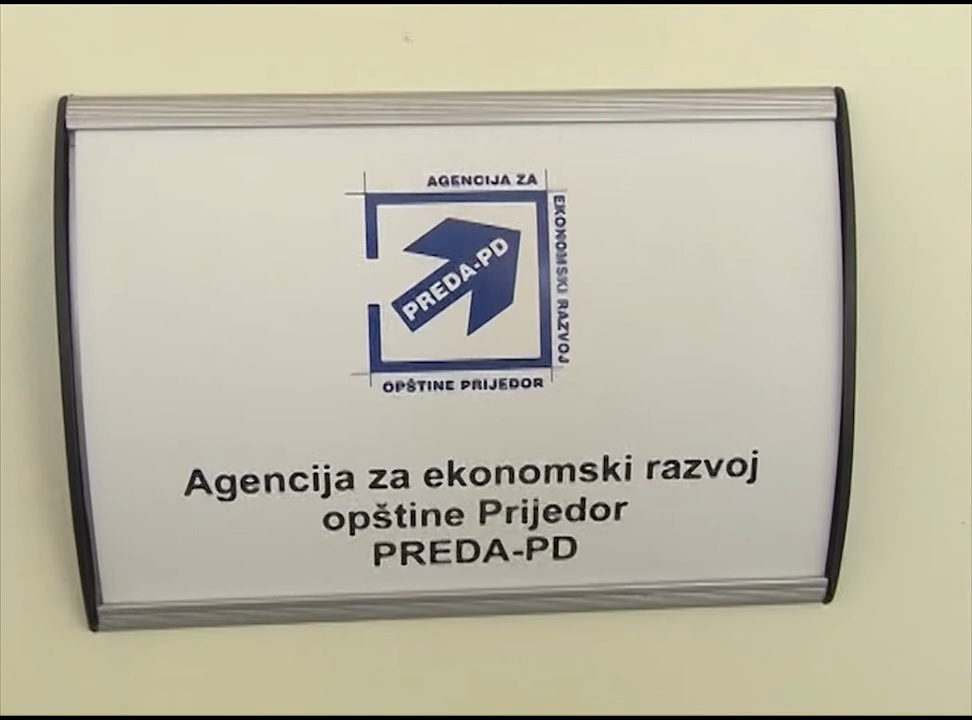 AGENCIJA ZA
EKONOMSKI RAZVOJ
PREDA-PD
OPŠTINE PRIJEDOR
Agencija za ekonomski razvoj
opštine Prijedor
PREDA-PD